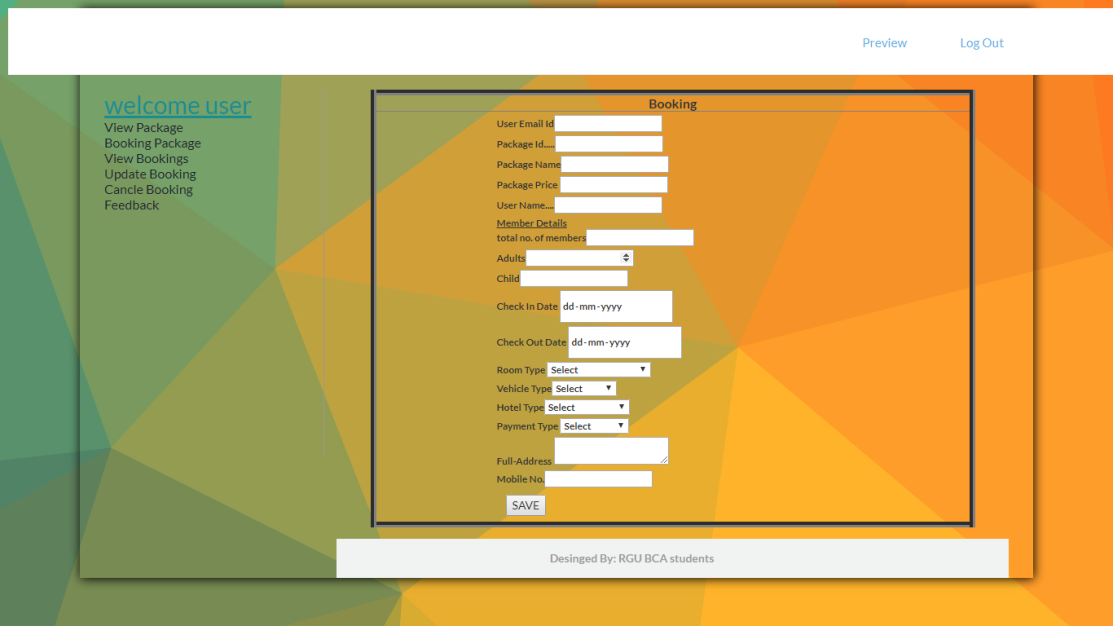 Preview Log Out
welcome user
View Package
Booking Package
View Bookings
Update Booking
Cancle Booking
Feedback
Booking
User Email Id
Package Id.....
Package Name
Package Price
User Name....
Member Details
total no. of members
Adults
Child
Check In Date dd-mm-yyyy
Check Out Date dd-mm-yyyy
Room Type Select
Vehicle Type Select
Hotel Type Select
Payment Type Select
Full-Address
Mobile No.
SAVE
Desinged By: RGU BCA students